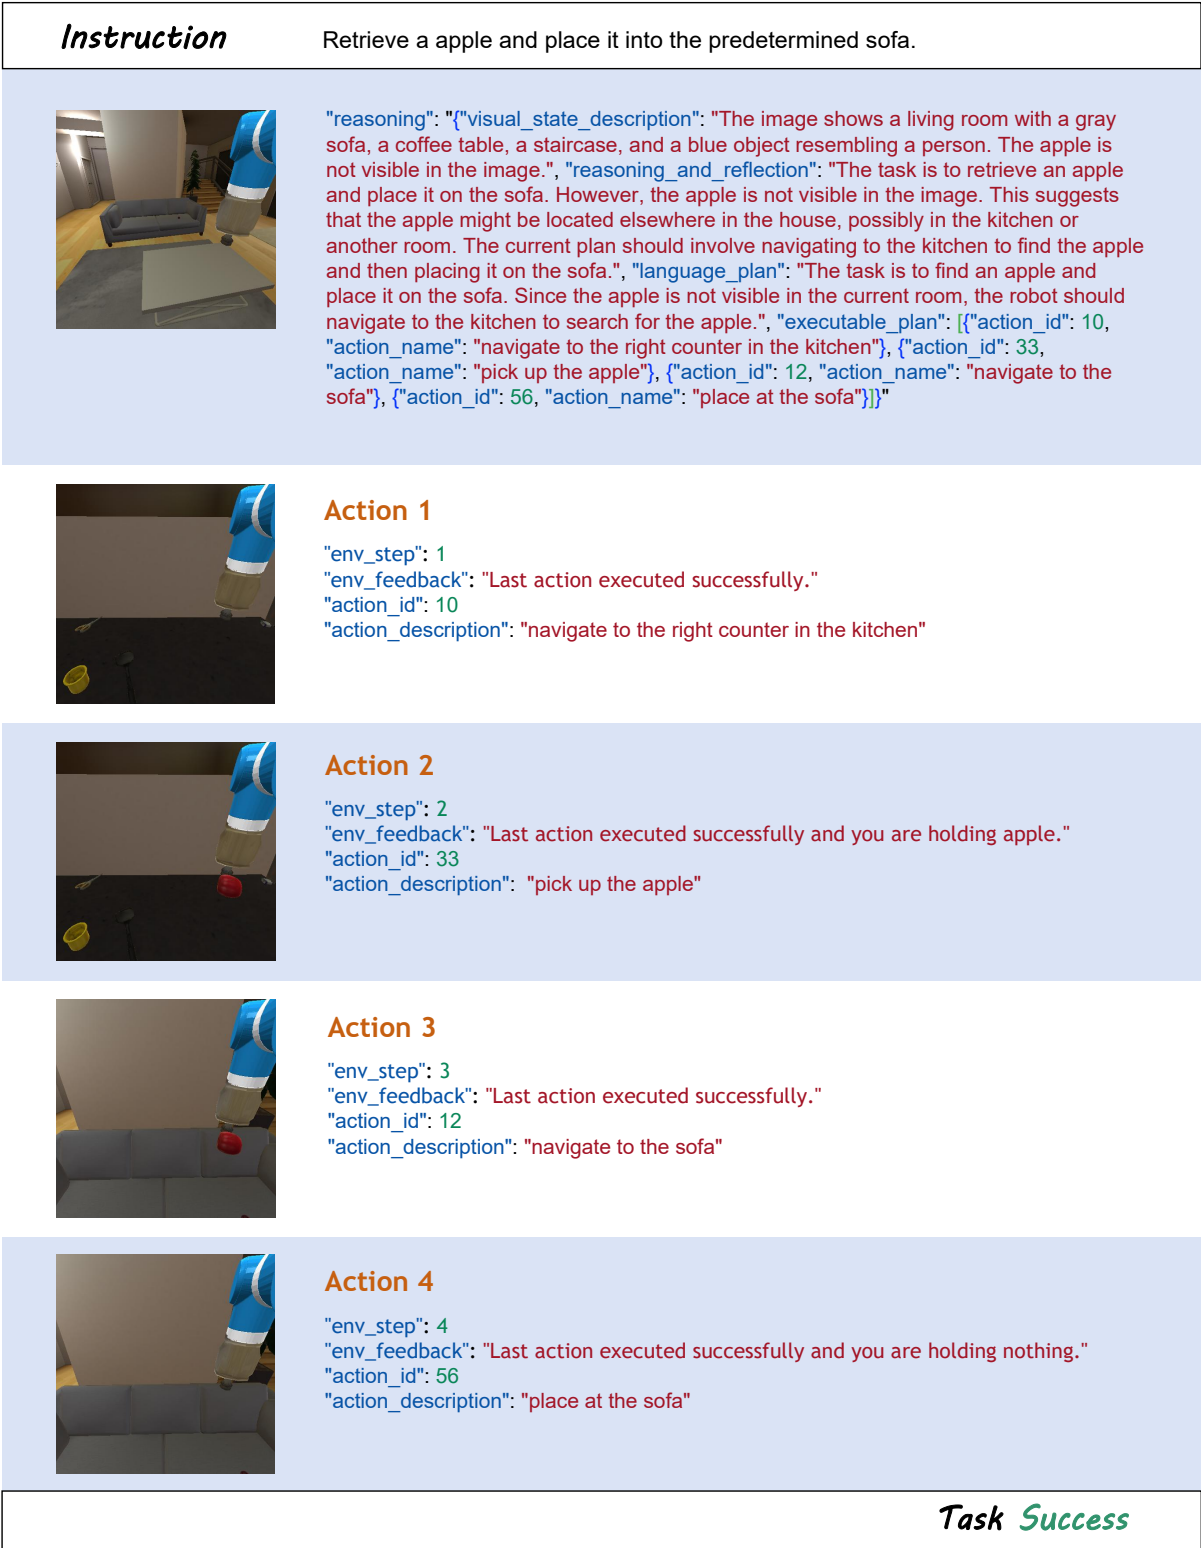 Instruction
Retrieve a apple and place it into the predetermined sofa.
"reasoning": "{"visual_state_description": "The image shows a living room with a gray
sofa, a coffee table, a staircase, and a blue object resembling a person. The apple is
not visible in the image.", "reasoning_and_reflection": "The task is to retrieve an apple
and place it on the sofa. However, the apple is not visible in the image. This suggests
that the apple might be located elsewhere in the house, possibly in the kitchen or
another room. The current plan should involve navigating to the kitchen to find the apple
and then placing it on the sofa.", "language_plan": "The task is to find an apple and
place it on the sofa. Since the apple is not visible in the current room, the robot should
navigate to the kitchen to search for the apple.", "executable_plan": [{"action_id": 10,
"action_name": "navigate to the right counter in the kitchen"}, {"action_id": 33,
"action_name": "pick up the apple"}, {"action_id": 12, "action_name": "navigate to the
sofa"}, {"action_id": 56, "action_name": "place at the sofa"}]}"
Action 1
"env_step": 1
"env_feedback": "Last action executed successfully."
"action_id": 10
"action_description": "navigate to the right counter in the kitchen"
Action 2
"env_step": 2
"env_feedback": "Last action executed successfully and you are holding apple."
"action_id": 33
"action_description": "pick up the apple"
Action 3
"env_step": 3
"env_feedback": "Last action executed successfully."
"action_id": 12
"action_description": "navigate to the sofa"
Action 4
"env_step": 4
"env_feedback": "Last action executed successfully and you are holding nothing."
"action_id": 56
"action_description": "place at the sofa"
Task Success